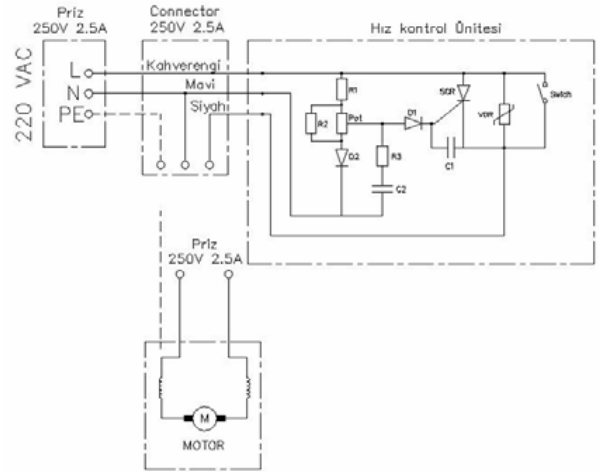 Priz
250V 2.5A
Connector
250V 2.5A
Hız kontrol Ünitesi
220 VAC
L
N
PE
Kahverengi
Mavi
Siyah
R1
R2
Pot
D1
SCR
VDR
Switch
D2
R3
C1
C2
Priz
250V 2.5A
M
MOTOR